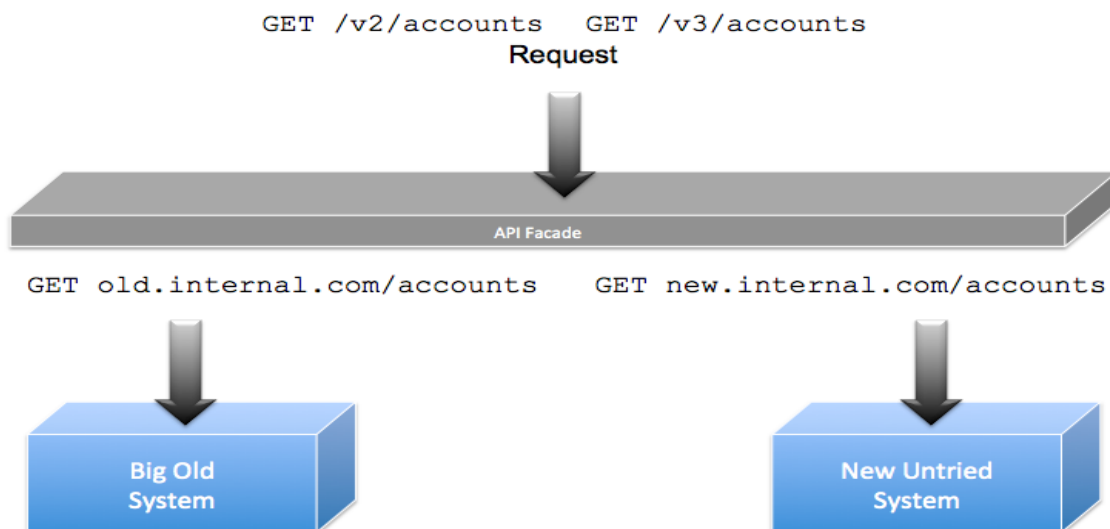 GET /v2/accounts GET /v3/accounts
Request
API Facade
GET old.internal.com/accounts GET new.internal.com/accounts
Big Old
System
New Untried
System